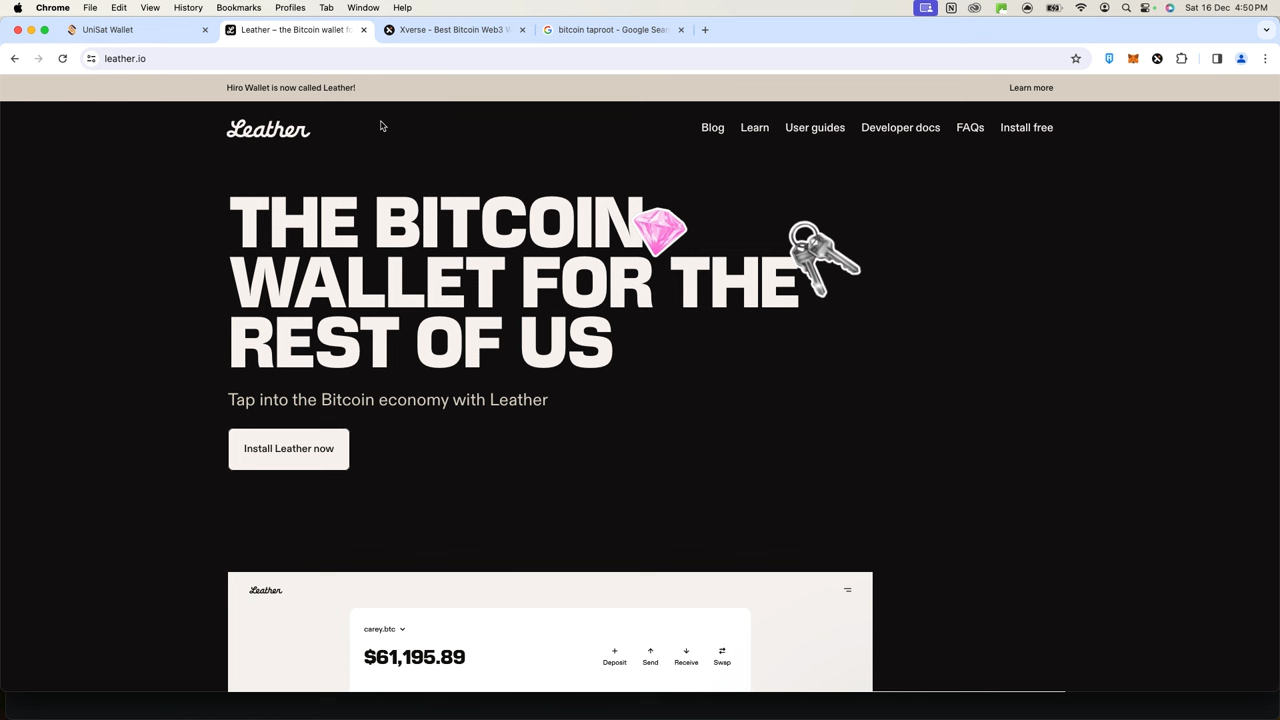 Chrome File Edit View History Bookmarks Profiles Tab Window Help
Sat 16 Dec 4:50 PM
UniSat Wallet
Leather – the Bitcoin wallet fo
Xverse - Best Bitcoin Web3 W
bitcoin taproot - Google Sear
leather.io
Hiro Wallet is now called Leather!
Learn more
Leather
Blog Learn User guides Developer docs FAQs Install free
THE BITCOIN
WALLET FOR THE
REST OF US
Tap into the Bitcoin economy with Leather
Install Leather now
Leather
carey.btc
$61,195.89
Deposit Send Receive Swap